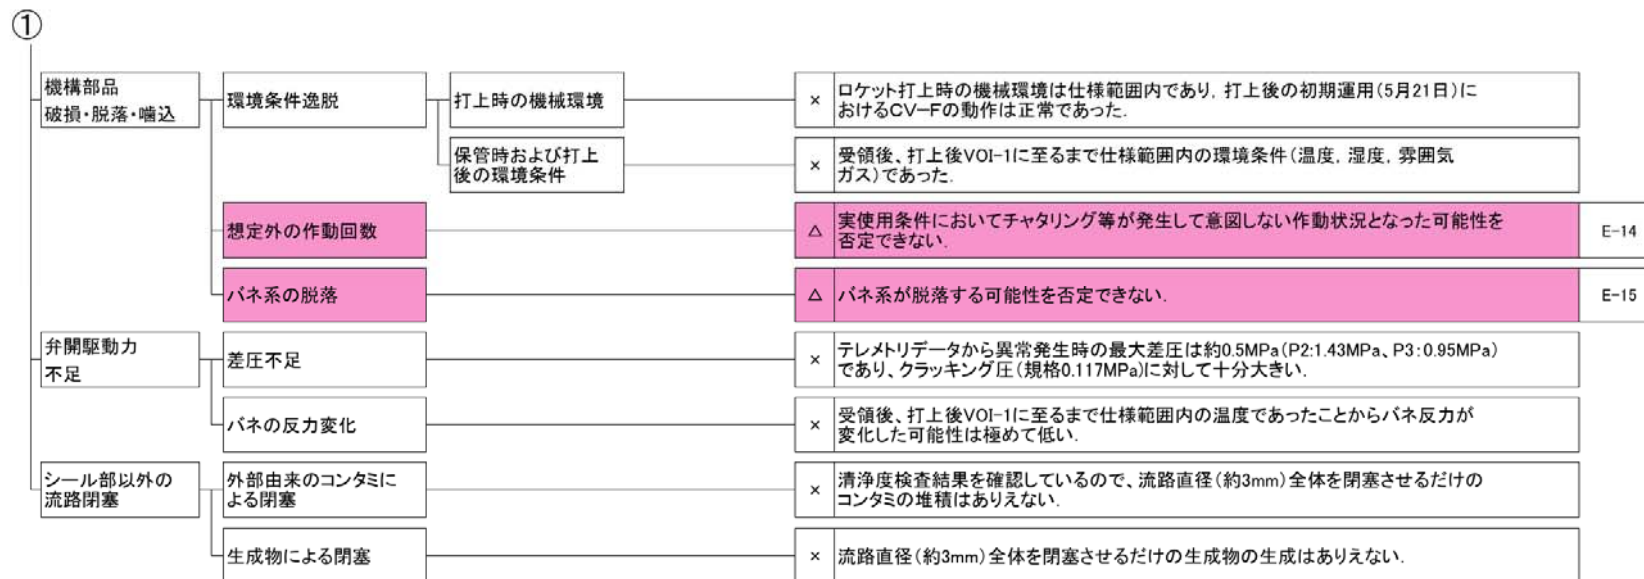 ①
機構部品
破損・脱落・噛込
環境条件逸脱
打上時の機械環境
×
ロケット打上時の機械環境は仕様範囲内であり, 打上後の初期運用(5月21日)に
おけるCV-Fの動作は正常であった.
保管時および打上
後の環境条件
×
受領後、打上後VOI-1に至るまで仕様範囲内の環境条件(温度, 湿度, 雰囲気
ガス)であった.
想定外の作動回数
△
実使用条件においてチャタリング等が発生して意図しない作動状況となった可能性を
否定できない.
E-14
バネ系の脱落
△
バネ系が脱落する可能性を否定できない.
E-15
弁開駆動力
不足
差圧不足
×
テレメトリデータから異常発生時の最大差圧は約0.5MPa(P2:1.43MPa、P3:0.95MPa)
であり、クラッキング圧(規格0.117MPa)に対して十分大きい.
バネの反力変化
×
受領後、打上後VOI-1に至るまで仕様範囲内の温度であったことからバネ反力が
変化した可能性は極めて低い.
シール部以外の
流路閉塞
外部由来のコンタミに
よる閉塞
×
清浄度検査結果を確認しているので、流路直径(約3mm)全体を閉塞させるだけの
コンタミの堆積はありえない.
生成物による閉塞
×
流路直径(約3mm)全体を閉塞させるだけの生成物の生成はありえない.